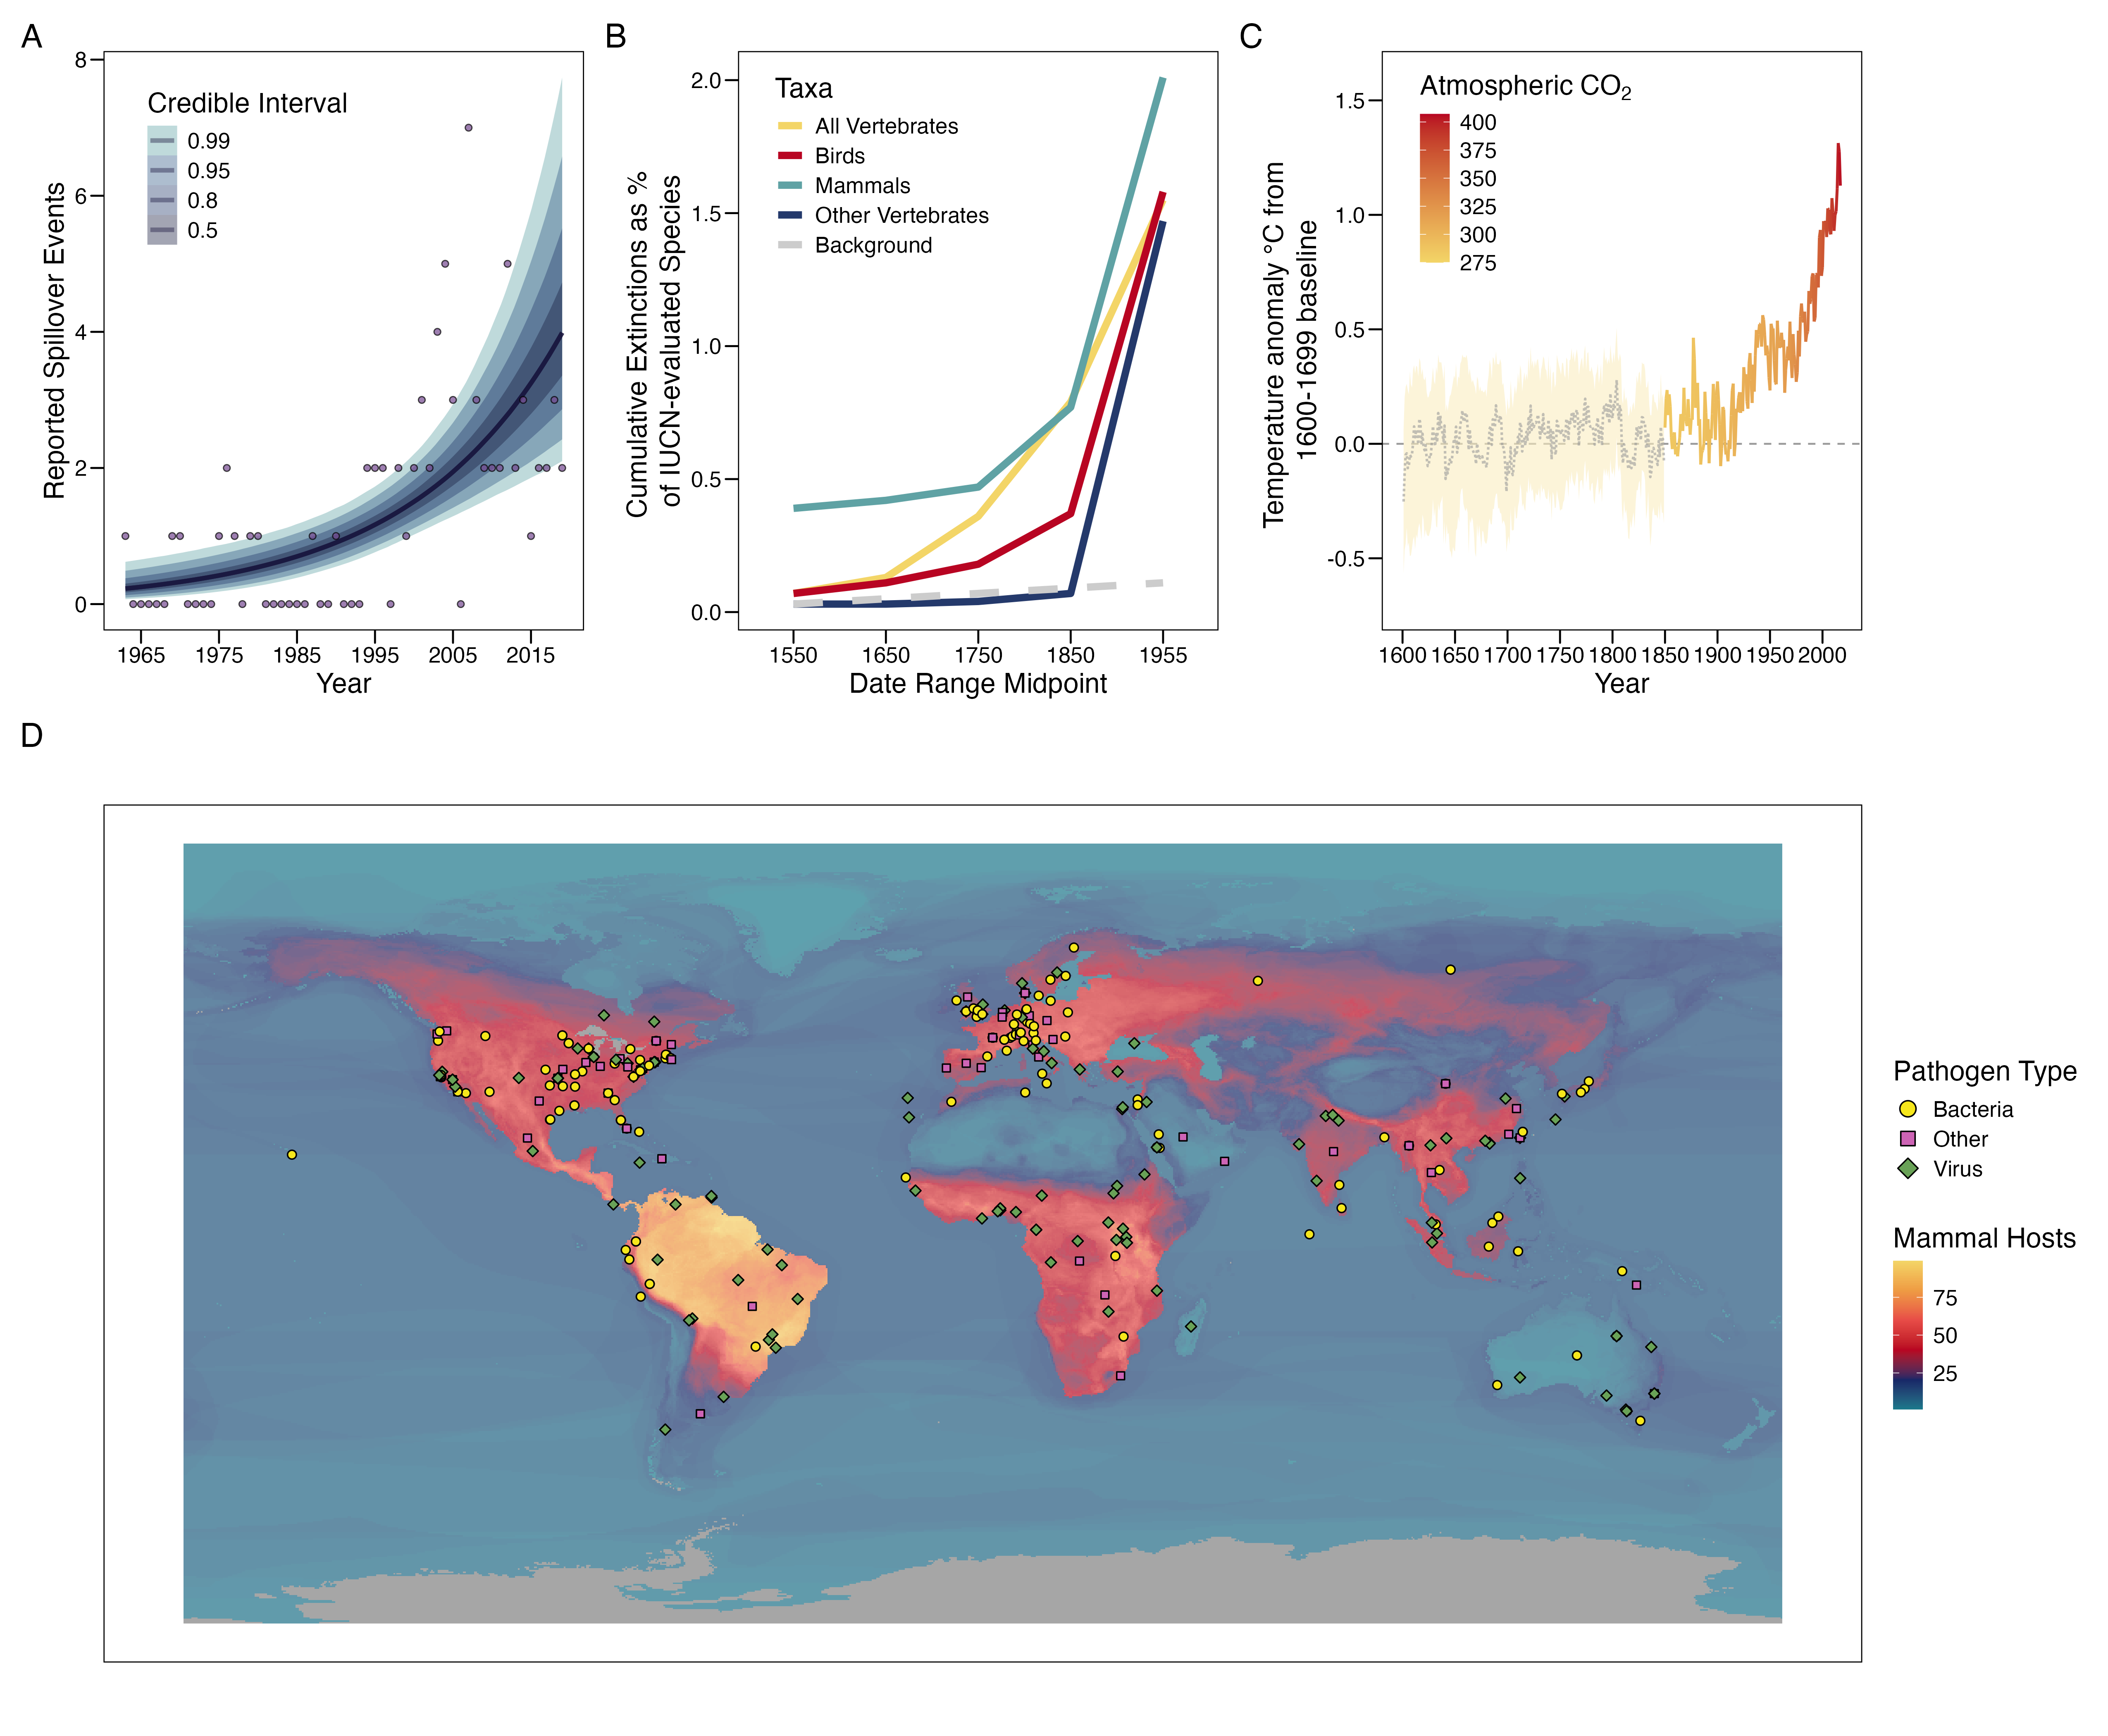 A
Reported Spillover Events
8
6
4
2
0
Credible Interval
0.99
0.95
0.8
0.5
1965 1975 1985 1995 2005 2015
Year
B
Cumulative Extinctions as %
of IUCN-evaluated Species
2.0
1.5
1.0
0.5
0.0
Taxa
All Vertebrates
Birds
Mammals
Other Vertebrates
Background
1550 1650 1750 1850 1955
Date Range Midpoint
C
Temperature anomaly °C from
1600-1699 baseline
1.5
1.0
0.5
0.0
-0.5
Atmospheric CO₂
400
375
350
325
300
275
1600 1650 1700 1750 1800 1850 1900 1950 2000
Year
D
Pathogen Type
Bacteria
Other
Virus
Mammal Hosts
75
50
25